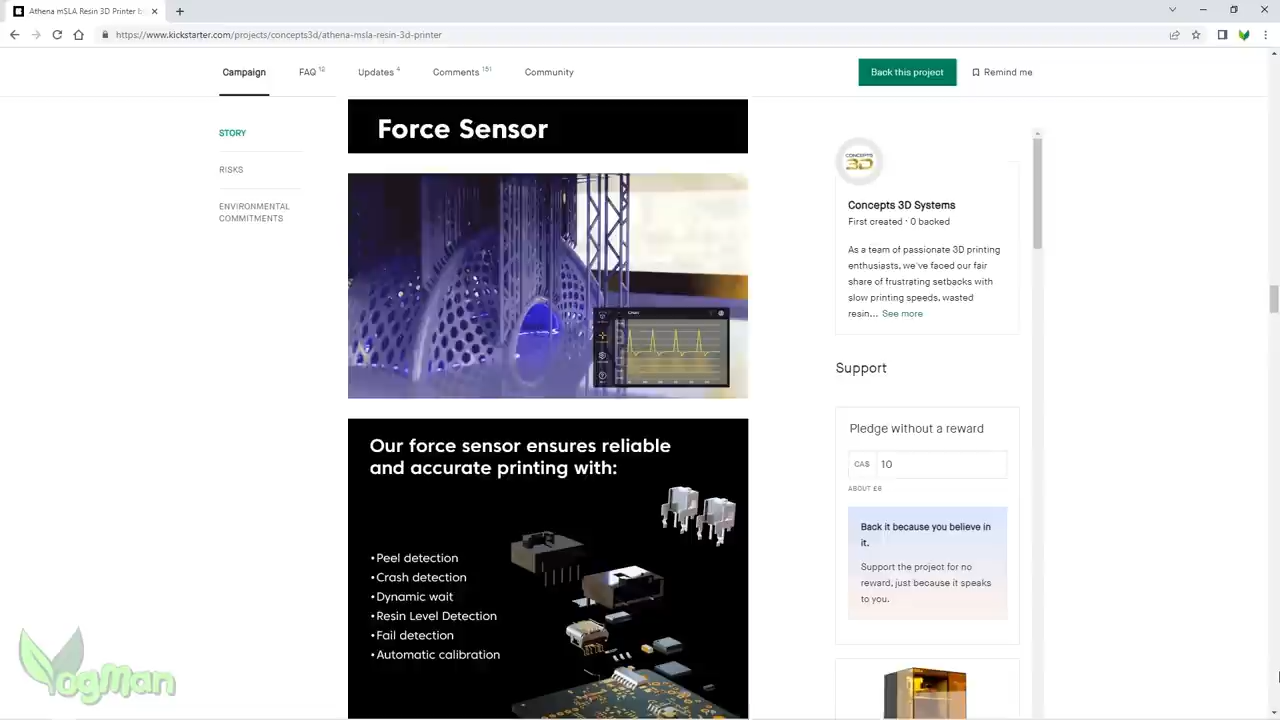 Athena mSLA Resin 3D Printer b
https://www.kickstarter.com/projects/concepts3d/athena-msla-resin-3d-printer
Campaign
FAQ 12
Updates 4
Comments 151
Community
Back this project
Remind me
STORY
RISKS
ENVIRONMENTAL
COMMITMENTS
Force Sensor
Our force sensor ensures reliable
and accurate printing with:
•Peel detection
•Crash detection
•Dynamic wait
•Resin Level Detection
•Fail detection
•Automatic calibration
CONCEPTS
3D
Concepts 3D Systems
First created · 0 backed
As a team of passionate 3D printing
enthusiasts, we've faced our fair
share of frustrating setbacks with
slow printing speeds, wasted
resin... See more
Support
Pledge without a reward
CA$ 10
ABOUT £6
Back it because you believe in
it.
Support the project for no
reward, just because it speaks
to you.
YogMan